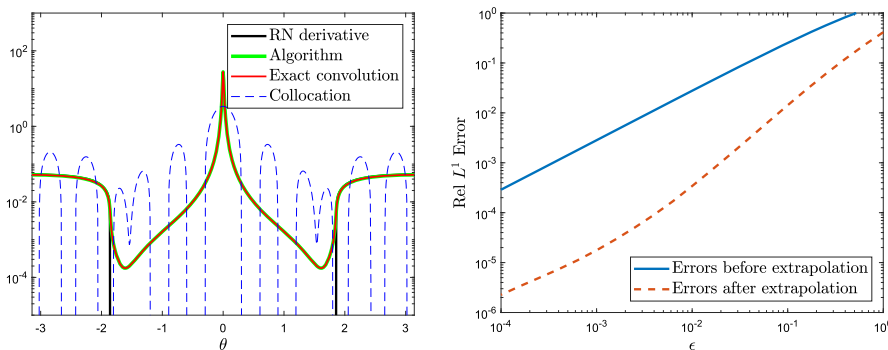 10^2
10^0
10^-2
10^-4
-3 -2 -1 0 1 2 3
θ
RN derivative
Algorithm
Exact convolution
Collocation
10^0
10^-1
10^-2
10^-3
10^-4
10^-5
10^-6
Rel L^1 Error
10^-4 10^-3 10^-2 10^-1 10^0
ϵ
Errors before extrapolation
Errors after extrapolation